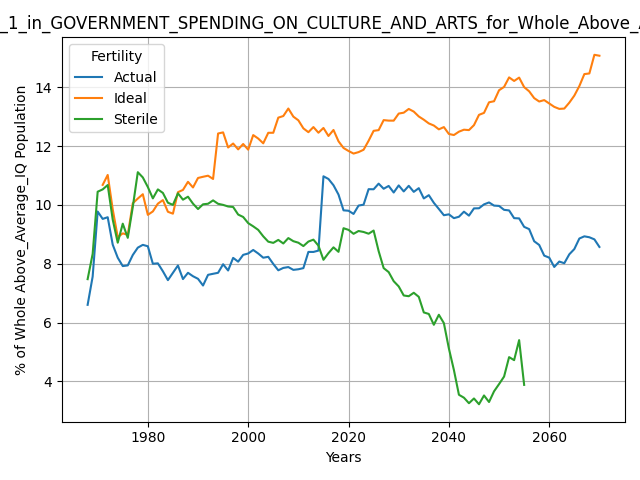 _1_in_GOVERNMENT_SPENDING_ON_CULTURE_AND_ARTS_for_Whole_Above_
Fertility
Actual
Ideal
Sterile
% of Whole Above_Average_IQ Population
14
12
10
8
6
4
1980
2000
2020
2040
2060
Years